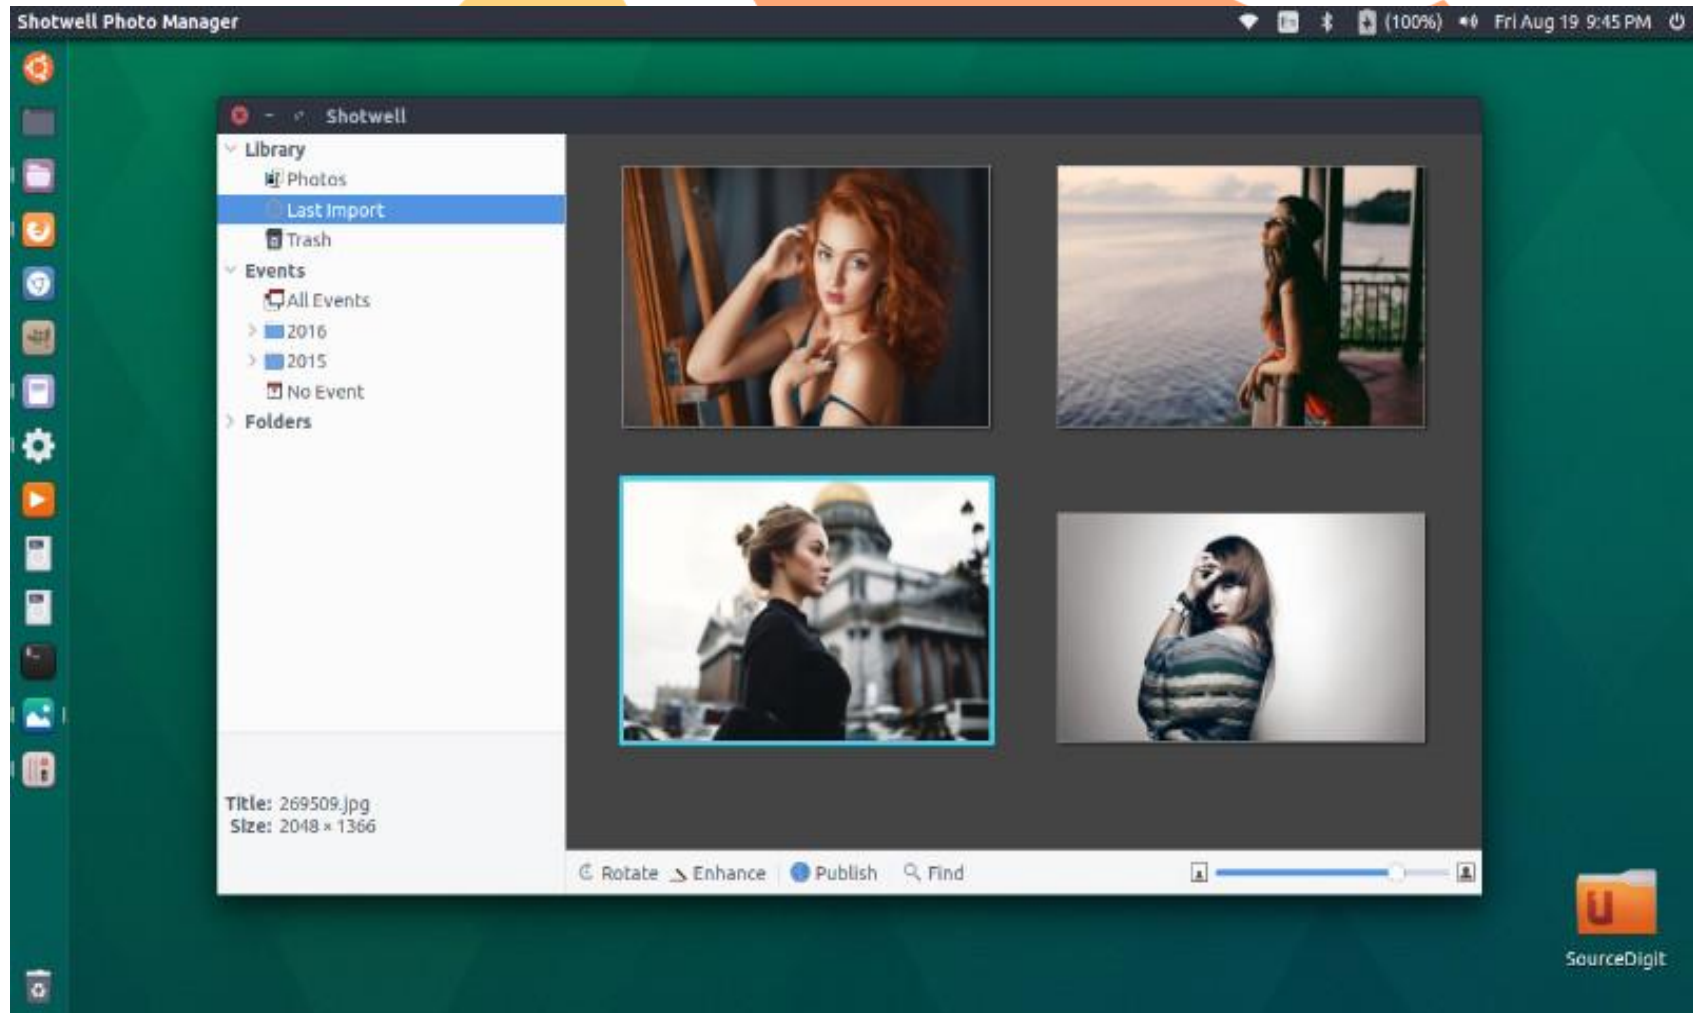 Shotwell Photo Manager
(100%) Fri Aug 19 9:45 PM
Shotwell
Library
Photos
Last Import
Trash
Events
All Events
2016
2015
No Event
Folders
Title: 269509.jpg
Size: 2048 × 1366
Rotate Enhance Publish Find
SourceDigit